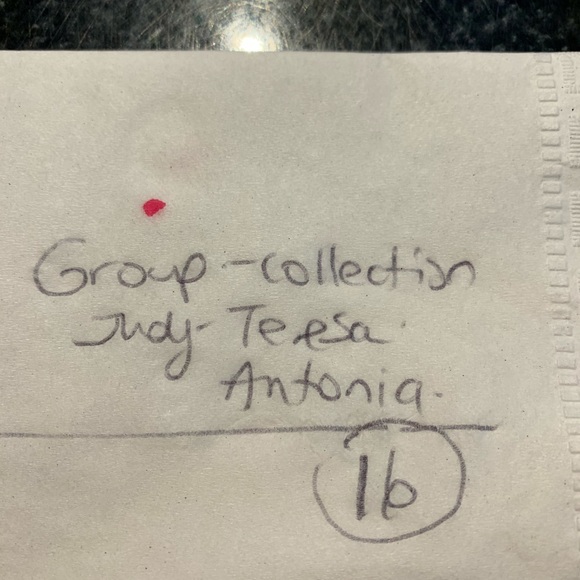 Group - collection
Judy - Teresa
Antonia.
16